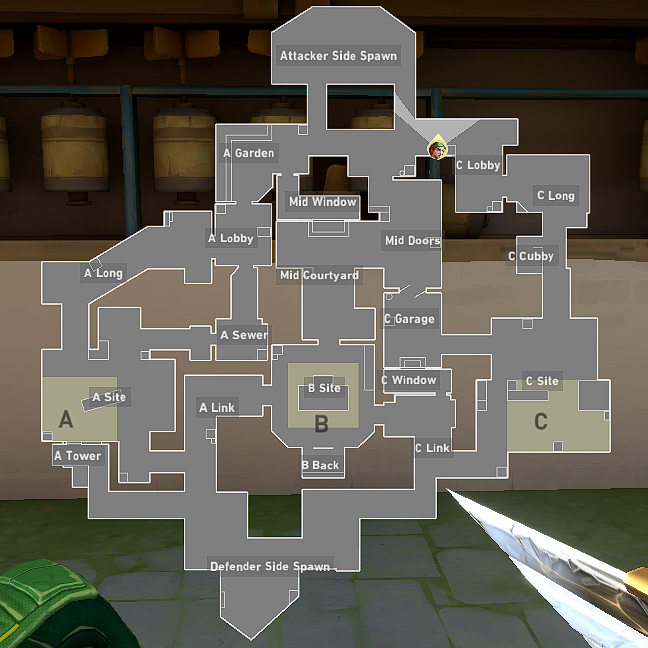 Attacker Side Spawn
A Garden
C Lobby
C Long
Mid Window
A Lobby
Mid Doors
C Cubby
A Long
Mid Courtyard
C Garage
A Sewer
C Window
C Site
B Site
A Site
A Link
A
B
C
C Link
A Tower
B Back
Defender Side Spawn